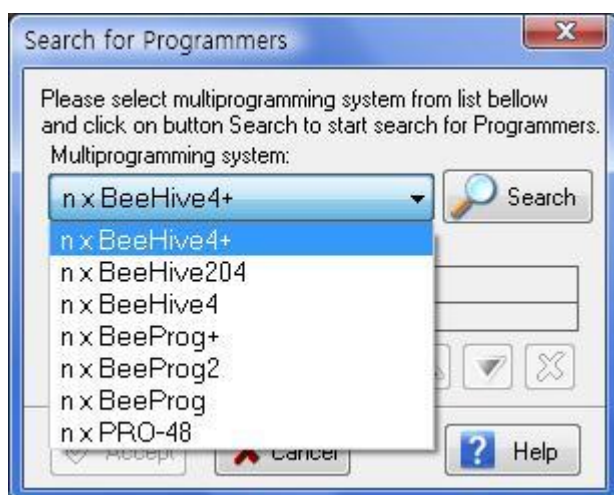 Search for Programmers
Please select multiprogramming system from list bellow
and click on button Search to start search for Programmers.
Multiprogramming system:
n x BeeHive4+
Search
n x BeeHive4+
n x BeeHive204
n x BeeHive4
n x BeeProg+
n x BeeProg2
n x BeeProg
n x PRO-48
Accept
Cancel
? Help